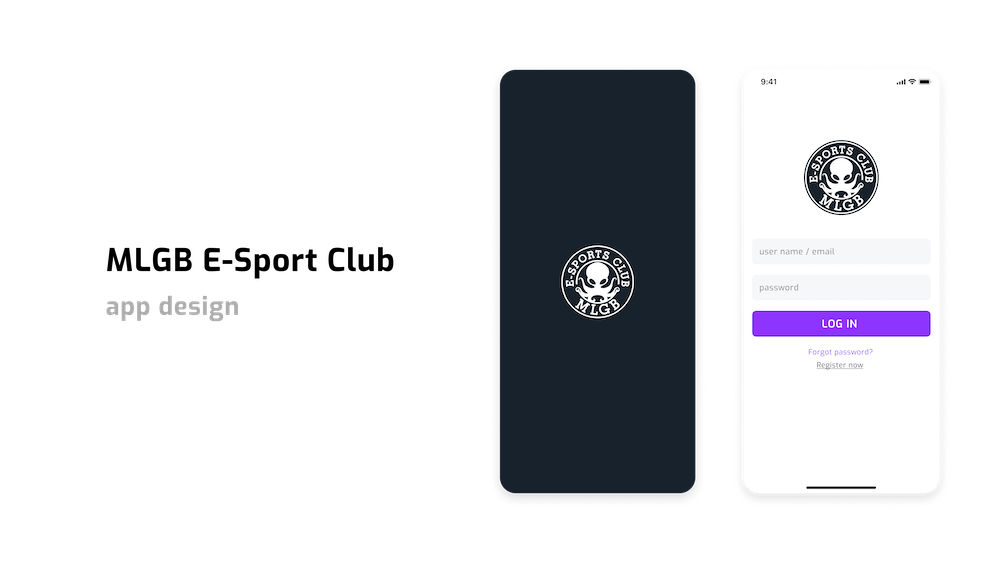 MLGB E-Sport Club
app design
E-SPORTS CLUB
MLGB
9:41
E-SPORTS CLUB
MLGB
user name / email
password
LOG IN
Forgot password?
Register now